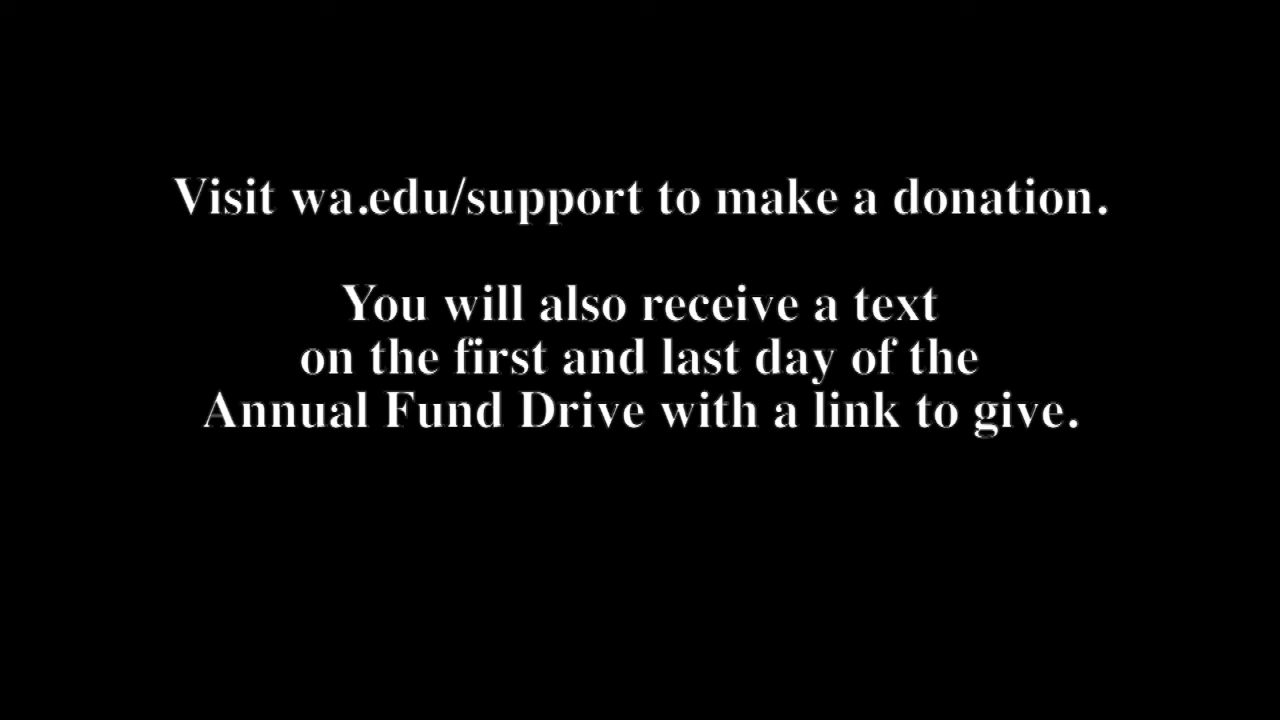 Visit wa.edu/support to make a donation.
You will also receive a text
on the first and last day of the
Annual Fund Drive with a link to give.